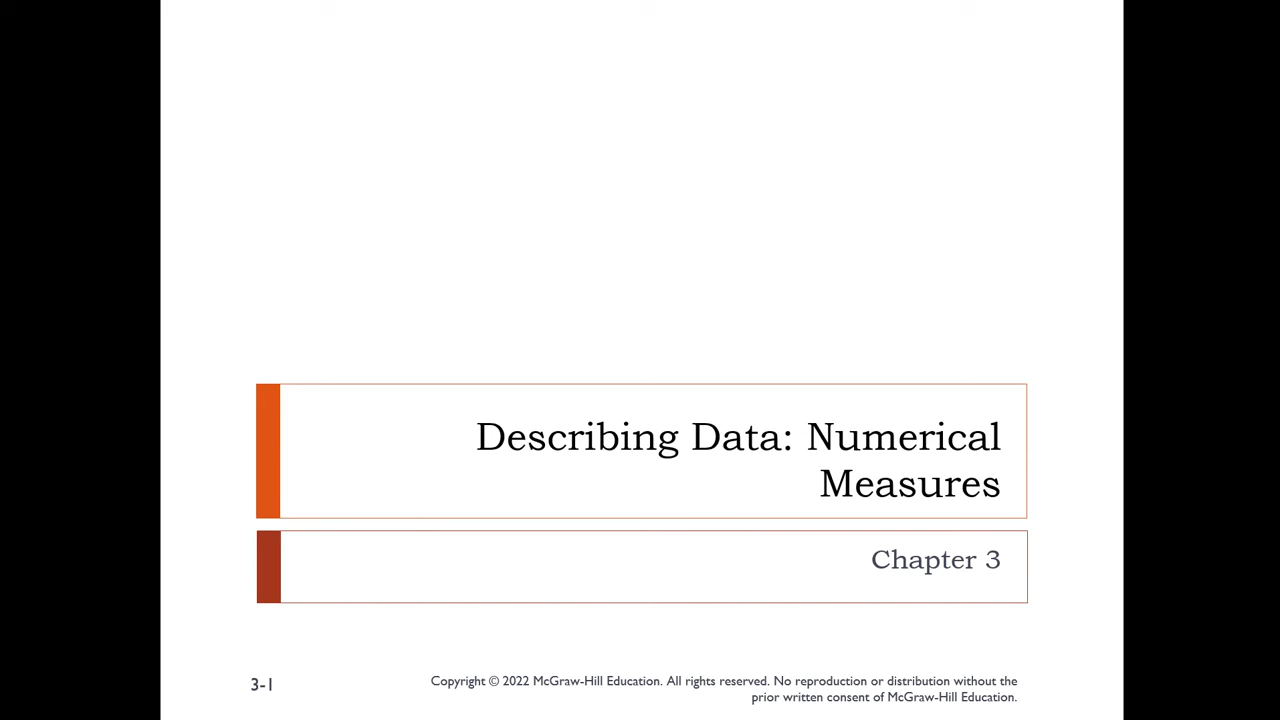 Describing Data: Numerical
Measures
Chapter 3
3-1
Copyright © 2022 McGraw-Hill Education. All rights reserved. No reproduction or distribution without the
prior written consent of McGraw-Hill Education.